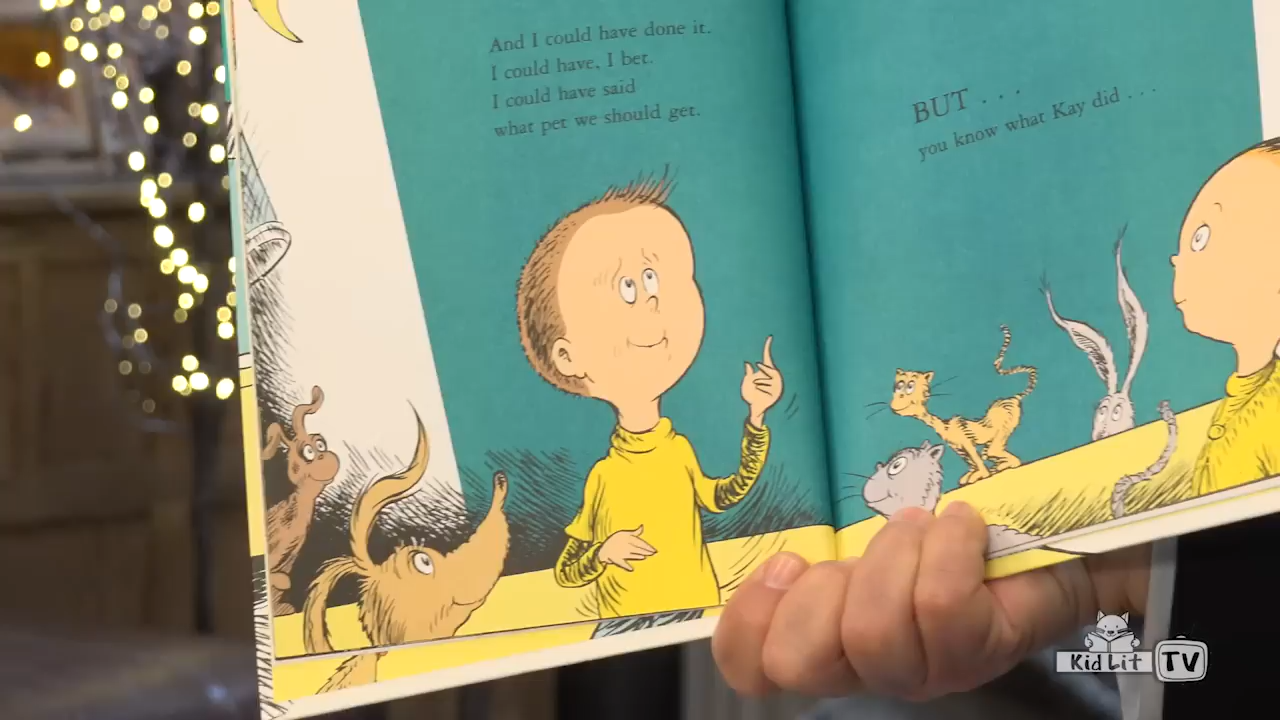 And I could have done it.
I could have, I bet.
I could have said
what pet we should get.
BUT . . .
you know what Kay did . . .
Kid Lit TV